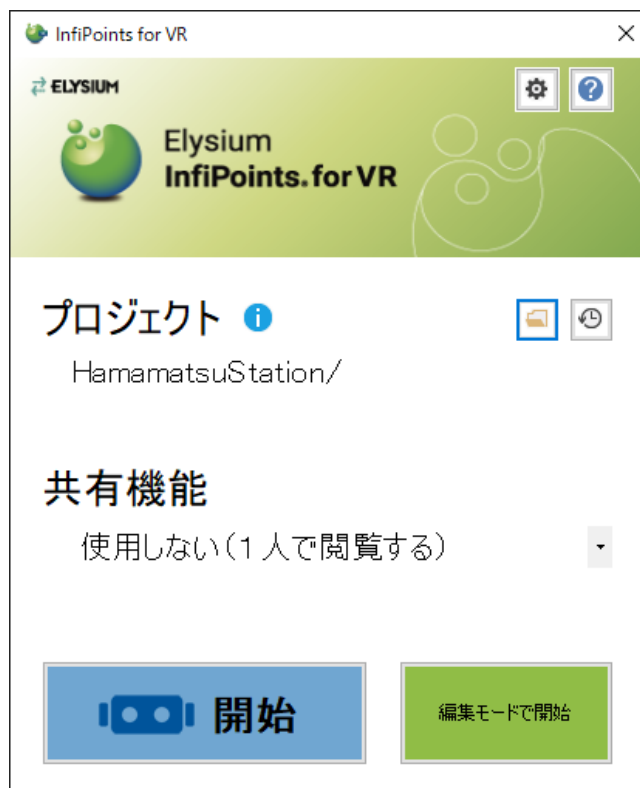 InfiPoints for VR
ELYSIUM
Elysium
InfiPoints.for VR
プロジェクト
HamamatsuStation/
共有機能
使用しない(1人で閲覧する)
開始
編集モードで開始